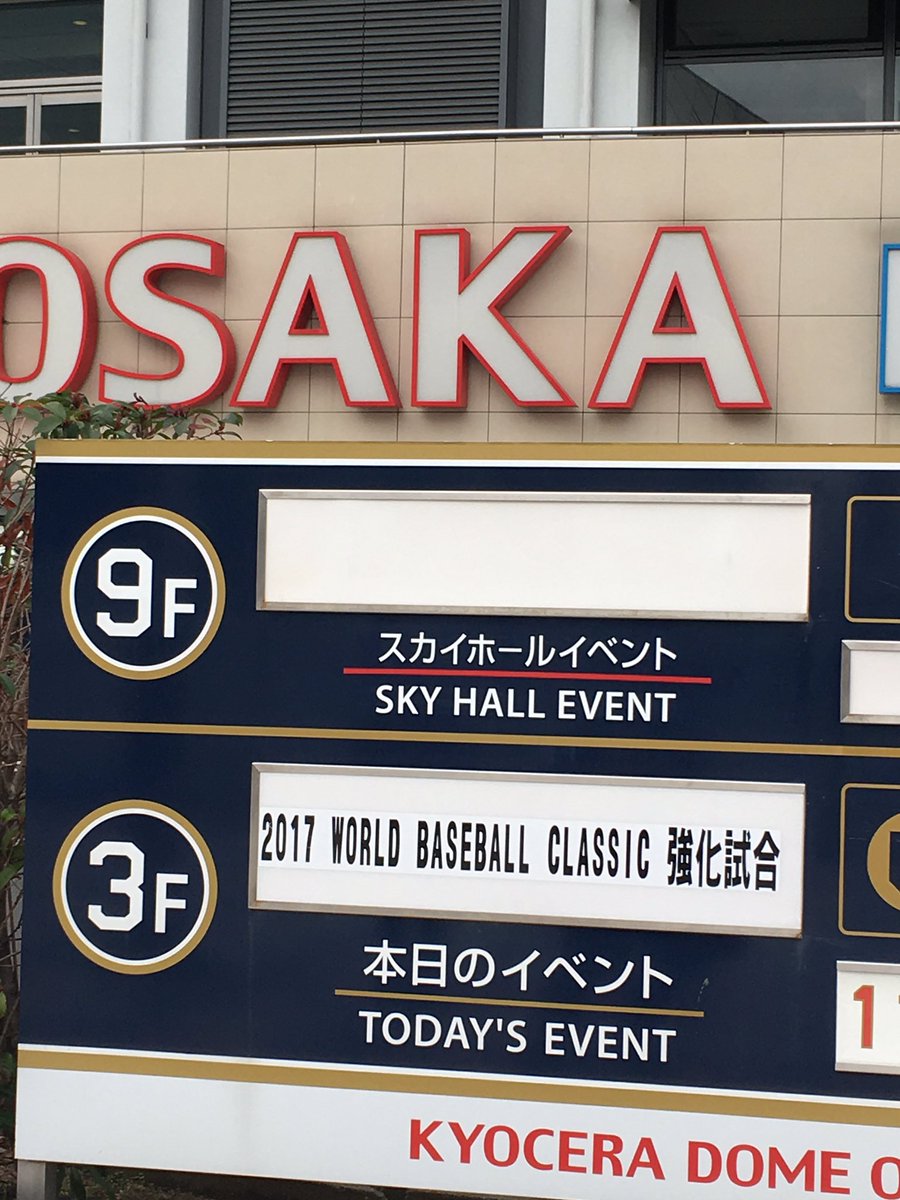 OSAKA
9F
スカイホールイベント
SKY HALL EVENT
3F
2017 WORLD BASEBALL CLASSIC 強化試合
本日のイベント
TODAY'S EVENT
KYOCERA DOME O